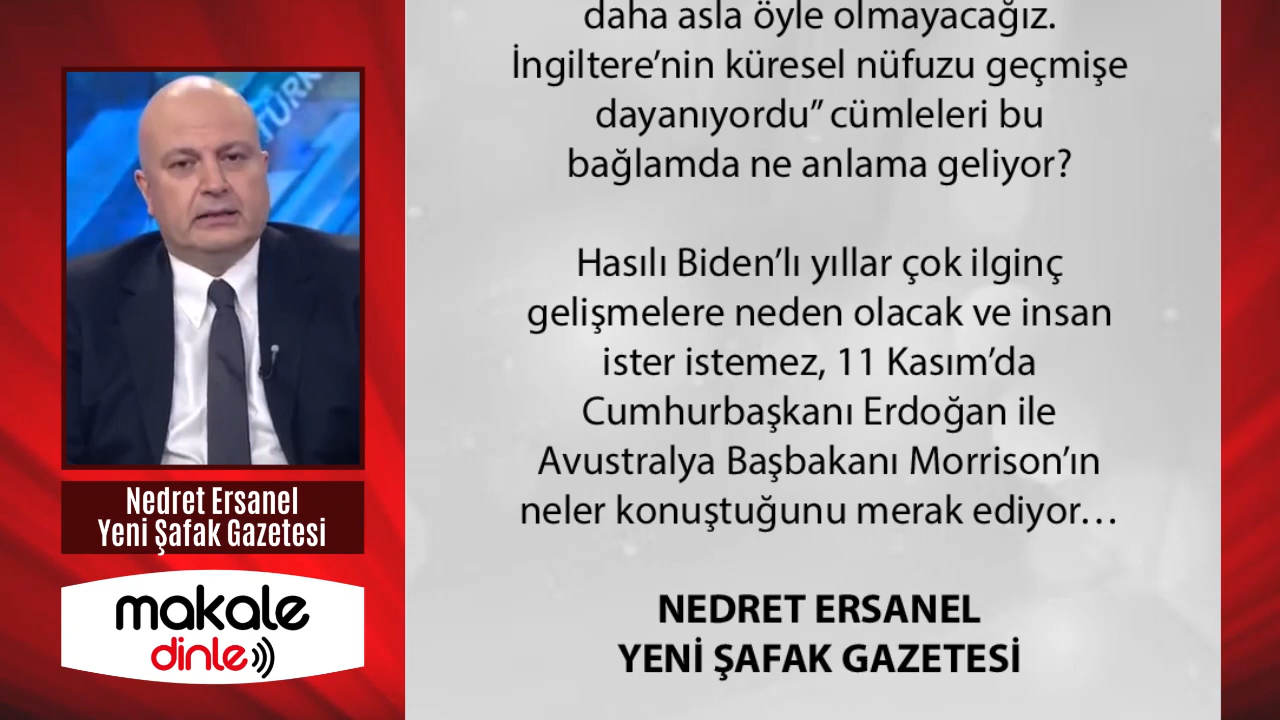 TÜRK
Nedret Ersanel
Yeni Şafak Gazetesi
makale
dinle
daha asla öyle olmayacağız.
İngiltere’nin küresel nüfuzu geçmişe
dayanıyordu” cümleleri bu
bağlamda ne anlama geliyor?
Hasılı Biden’lı yıllar çok ilginç
gelişmelere neden olacak ve insan
ister istemez, 11 Kasım’da
Cumhurbaşkanı Erdoğan ile
Avustralya Başbakanı Morrison’ın
neler konuştuğunu merak ediyor…
NEDRET ERSANEL
YENİ ŞAFAK GAZETESİ